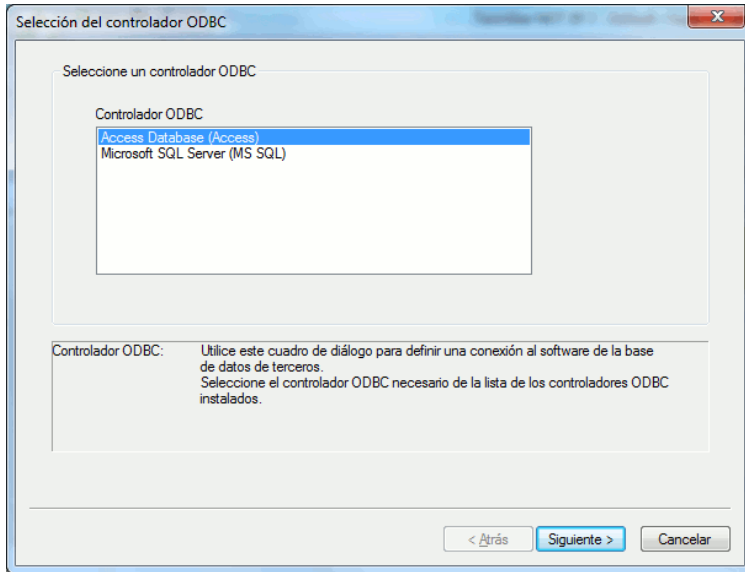 Selección del controlador ODBC
Seleccione un controlador ODBC
Controlador ODBC
Access Database (Access)
Microsoft SQL Server (MS SQL)
Controlador ODBC: Utilice este cuadro de diálogo para definir una conexión al software de la base
de datos de terceros.
Seleccione el controlador ODBC necesario de la lista de los controladores ODBC
instalados.
< Atrás Siguiente > Cancelar